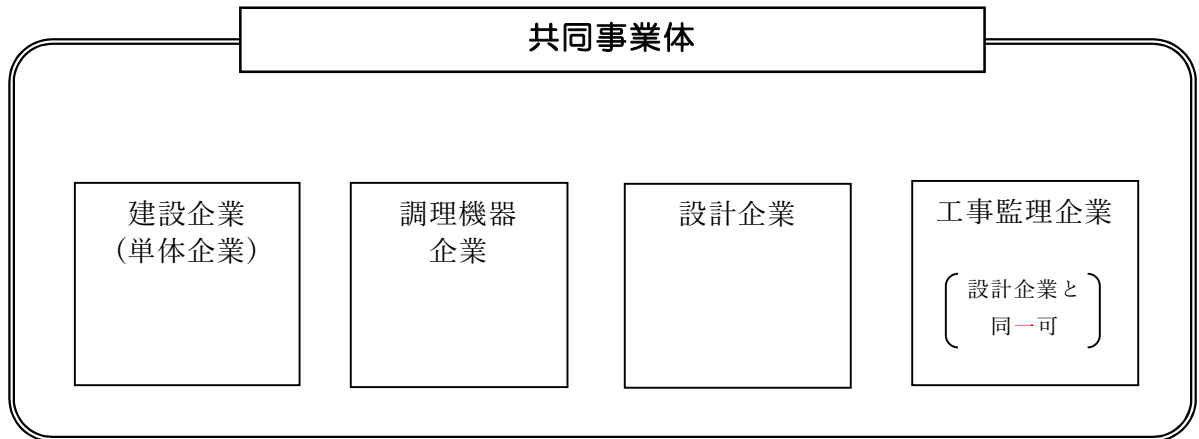 共同事業体
建設企業
（単体企業）
調理機器
企業
設計企業
工事監理企業
設計企業と
同一可